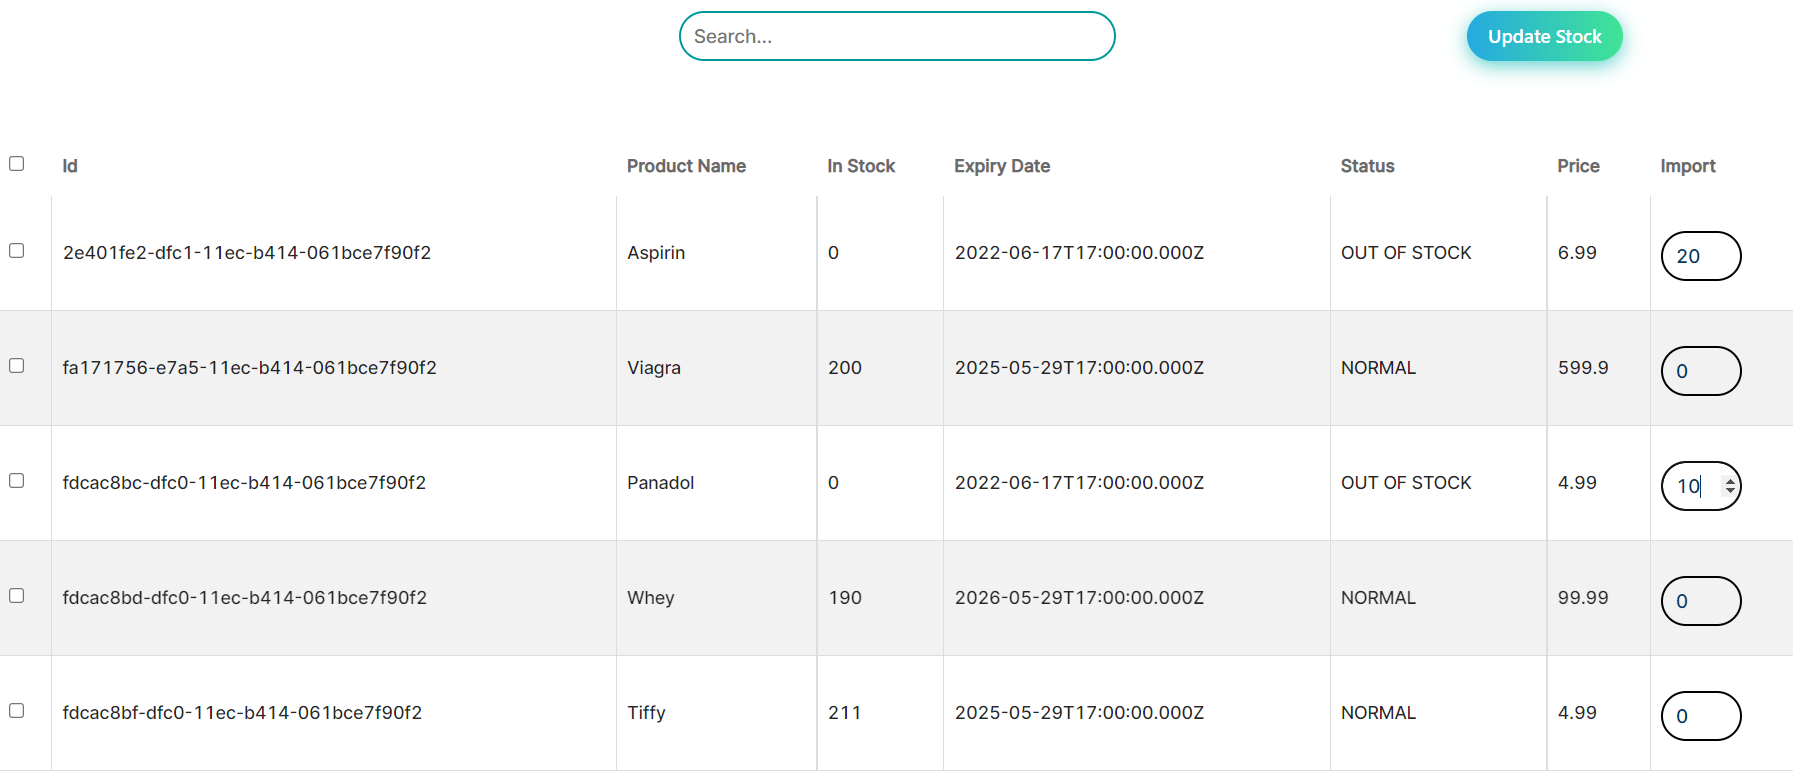 Search...
Update Stock
Id Product Name In Stock Expiry Date Status Price Import
2e401fe2-dfc1-11ec-b414-061bce7f90f2 Aspirin 0 2022-06-17T17:00:00.000Z OUT OF STOCK 6.99 20
fa171756-e7a5-11ec-b414-061bce7f90f2 Viagra 200 2025-05-29T17:00:00.000Z NORMAL 599.9 0
fdcac8bc-dfc0-11ec-b414-061bce7f90f2 Panadol 0 2022-06-17T17:00:00.000Z OUT OF STOCK 4.99 10
fdcac8bd-dfc0-11ec-b414-061bce7f90f2 Whey 190 2026-05-29T17:00:00.000Z NORMAL 99.99 0
fdcac8bf-dfc0-11ec-b414-061bce7f90f2 Tiffy 211 2025-05-29T17:00:00.000Z NORMAL 4.99 0